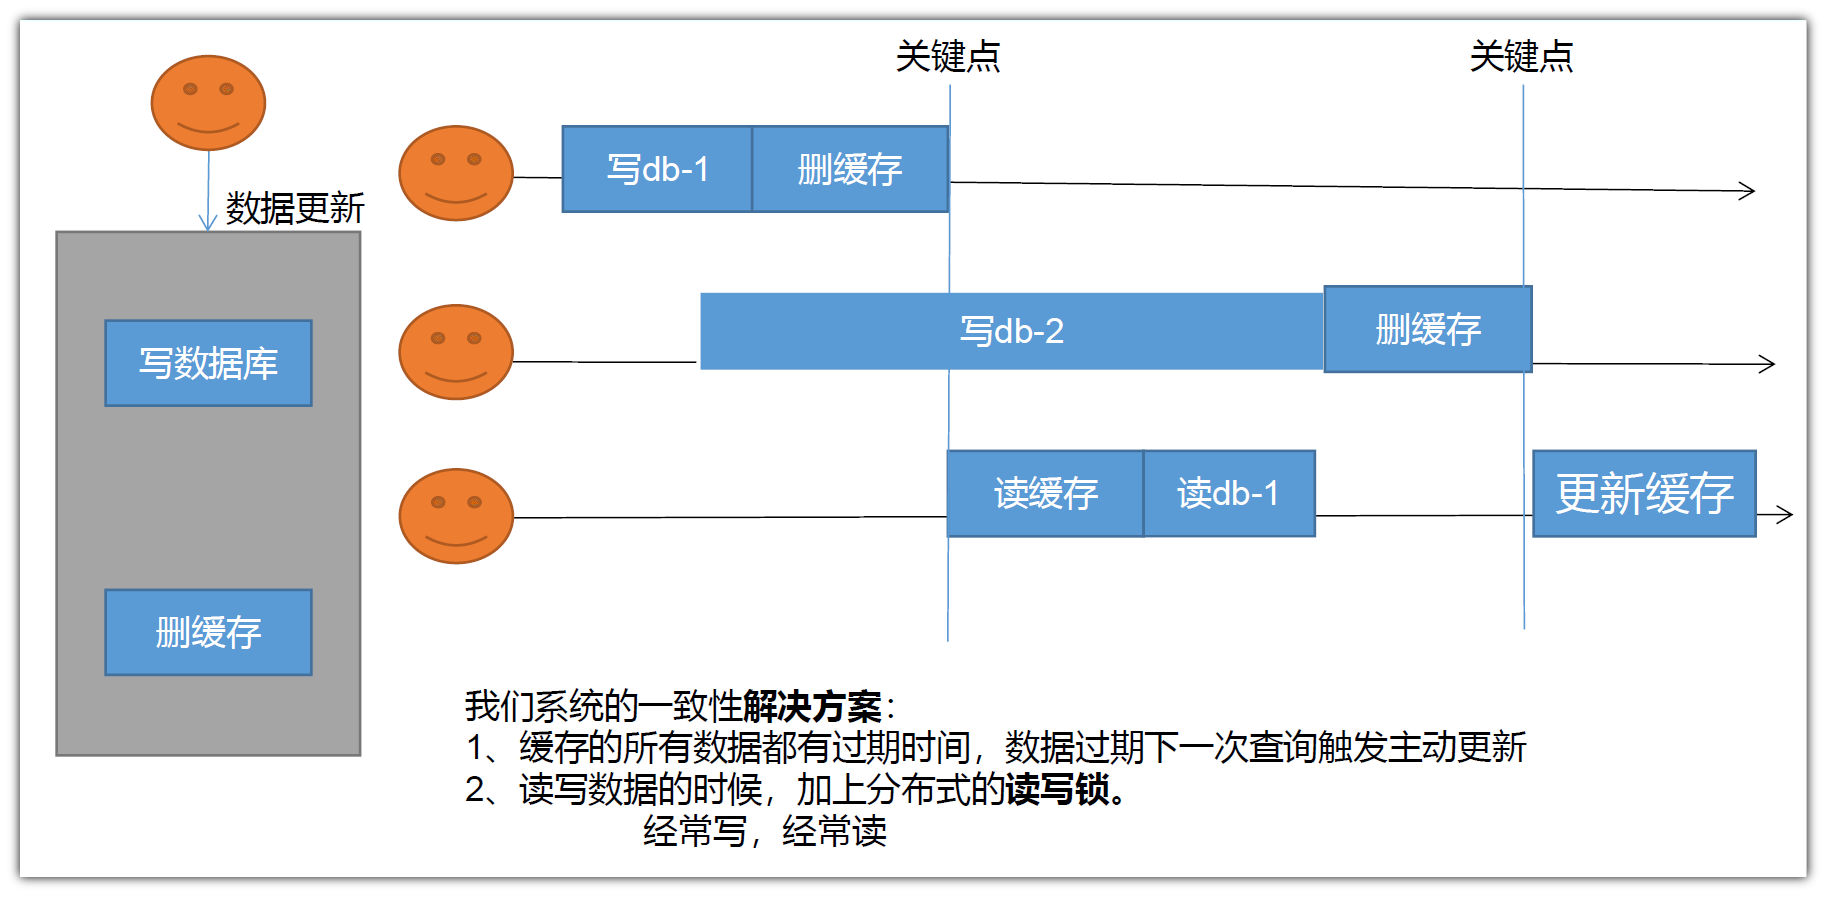 关键点
关键点
数据更新
写数据库
删缓存
写db-1
删缓存
写db-2
删缓存
读缓存
读db-1
更新缓存
我们系统的一致性解决方案：
1、缓存的所有数据都有过期时间，数据过期下一次查询触发主动更新
2、读写数据的时候，加上分布式的读写锁。
经常写，经常读